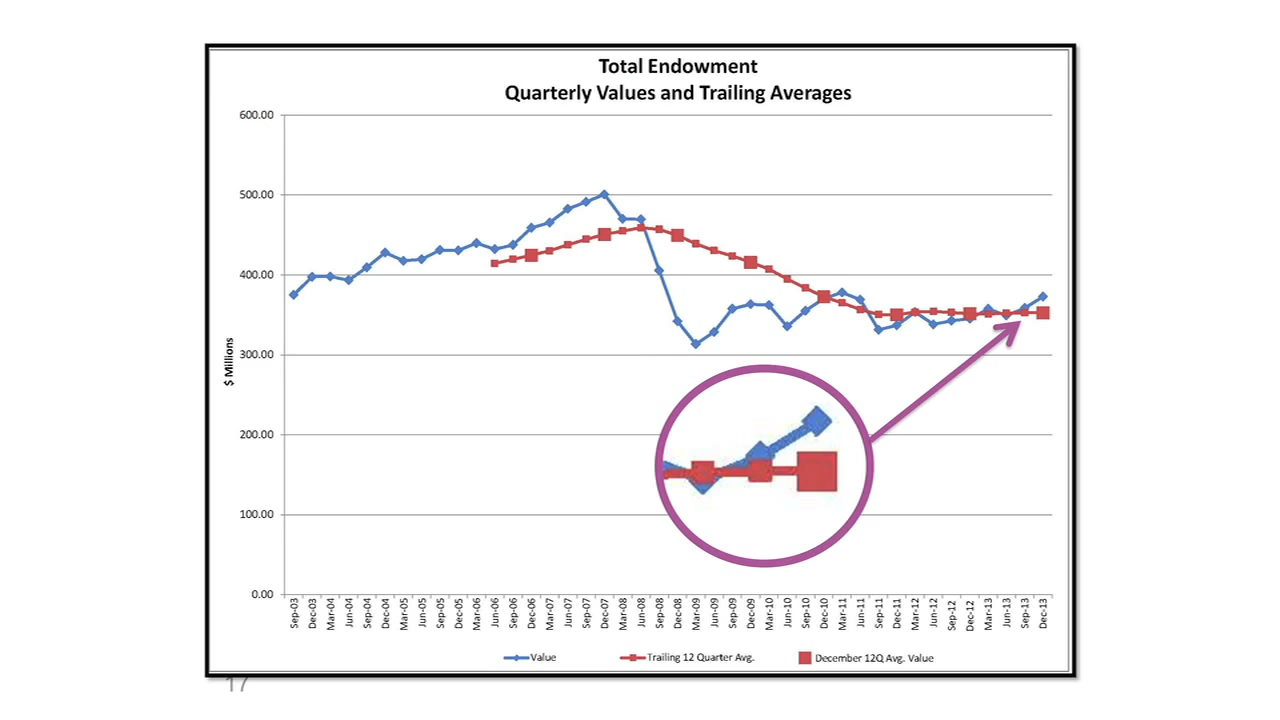 Total Endowment
Quarterly Values and Trailing Averages
600.00
500.00
400.00
300.00
200.00
100.00
0.00
$ Millions
Sep-03
Dec-03
Mar-04
Jun-04
Sep-04
Dec-04
Mar-05
Jun-05
Sep-05
Dec-05
Mar-06
Jun-06
Sep-06
Dec-06
Mar-07
Jun-07
Sep-07
Dec-07
Mar-08
Jun-08
Sep-08
Dec-08
Mar-09
Jun-09
Sep-09
Dec-09
Mar-10
Jun-10
Sep-10
Dec-10
Mar-11
Jun-11
Sep-11
Dec-11
Mar-12
Jun-12
Sep-12
Dec-12
Mar-13
Jun-13
Sep-13
Dec-13
Value
Trailing 12 Quarter Avg.
December 12Q Avg. Value
17